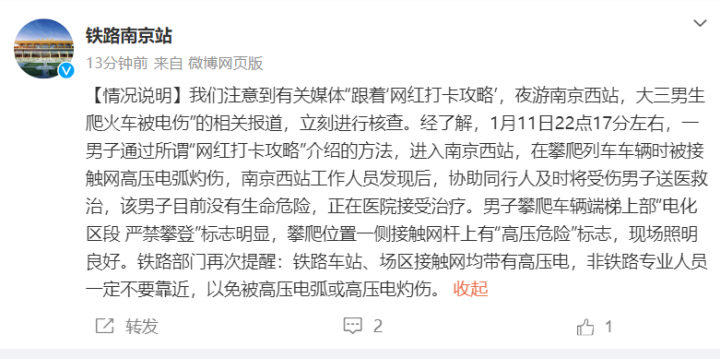 铁路南京站
13分钟前 来自 微博网页版
【情况说明】我们注意到有关媒体“跟着‘网红打卡攻略’，夜游南京西站，大三男生
爬火车被电伤”的相关报道，立刻进行核查。经了解，1月11日22点17分左右，一
男子通过所谓“网红打卡攻略”介绍的方法，进入南京西站，在攀爬列车车辆时被接
触网高压电弧灼伤，南京西站工作人员发现后，协助同行人及时将受伤男子送医救
治，该男子目前没有生命危险，正在医院接受治疗。男子攀爬车辆端梯上部“电化
区段 严禁攀登”标志明显，攀爬位置一侧接触网杆上有“高压危险”标志，现场照明
良好。铁路部门再次提醒：铁路车站、场区接触网均带有高压电，非铁路专业人员
一定不要靠近，以免被高压电弧或高压电灼伤。 收起
转发 2 1